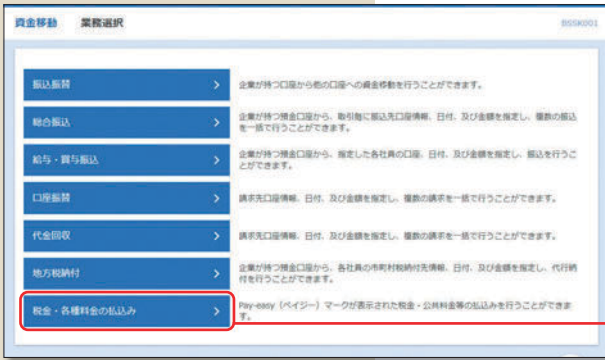 資金移動 業務選択 BSSK001
振込振替 企業が持つ口座から他の口座への資金移動を行うことができます。
総合振込 企業が持つ預金口座から、取引毎に振込先口座情報、日付、及び金額を指定し、複数の振込
を一括で行うことができます。
給与・賞与振込 企業が持つ預金口座から、指定した各社員の口座、日付、及び金額を指定し、振込を行うこ
とができます。
口座振替 請求先口座情報、日付、及び金額を指定し、複数の請求を一括で行うことができます。
代金回収 請求先口座情報、日付、及び金額を指定し、複数の請求を一括で行うことができます。
地方税納付 企業が持つ預金口座から、各社員の市町村税納付先情報、日付、及び金額を指定し、代行納
付を行うことができます。
税金・各種料金の払込み Pay-easy（ペイジー）マークが表示された税金・公共料金等の払込みを行うことができま
す。